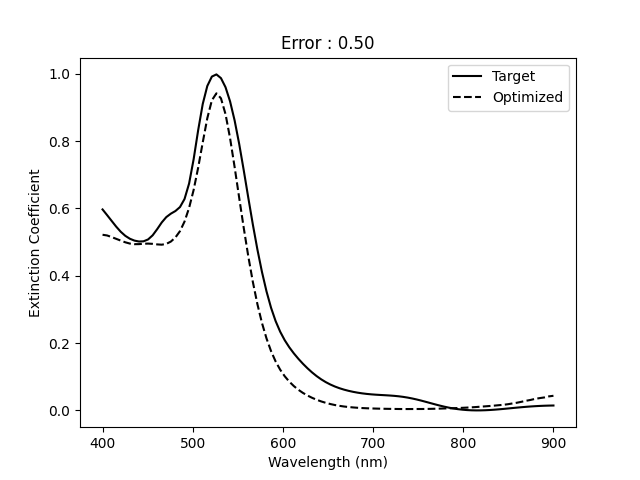 Error : 0.50
Target
Optimized
1.0
0.8
0.6
0.4
0.2
0.0
Extinction Coefficient
400 500 600 700 800 900
Wavelength (nm)